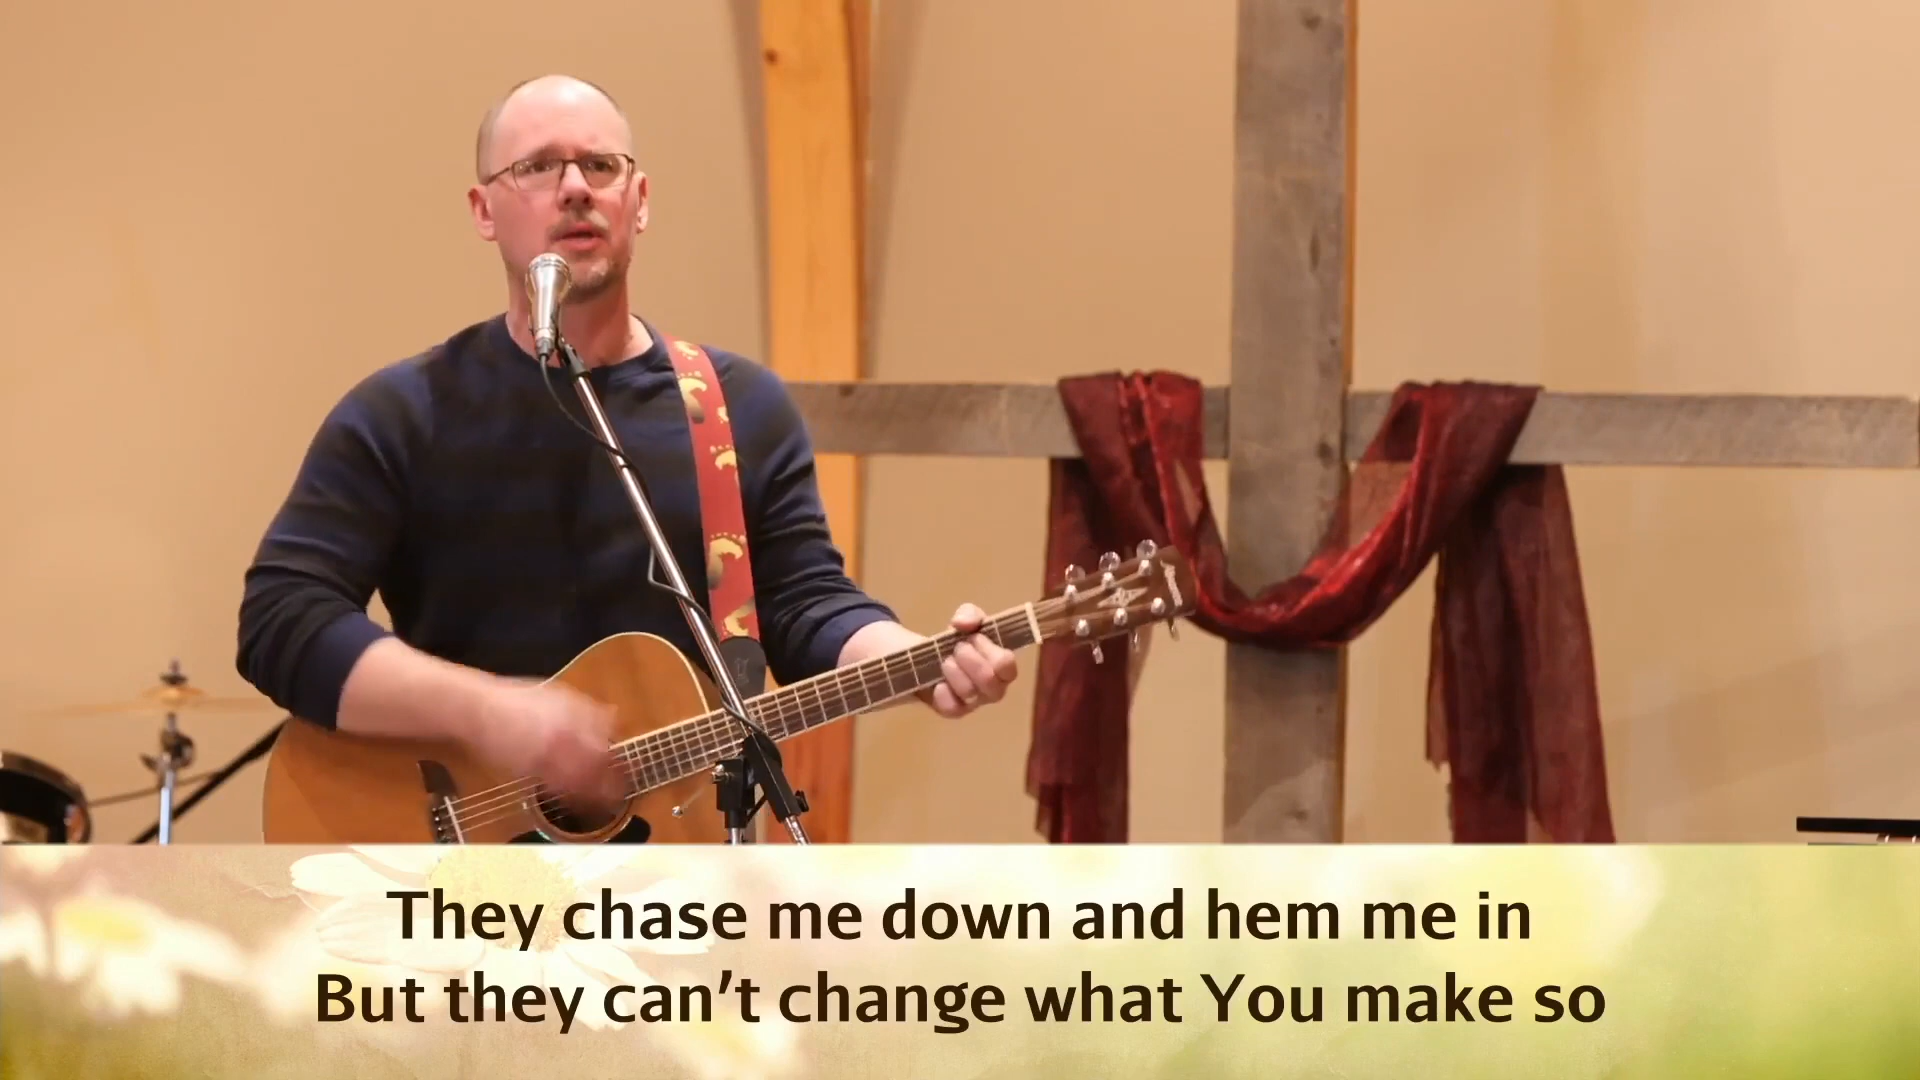 They chase me down and hem me in
But they can’t change what You make so